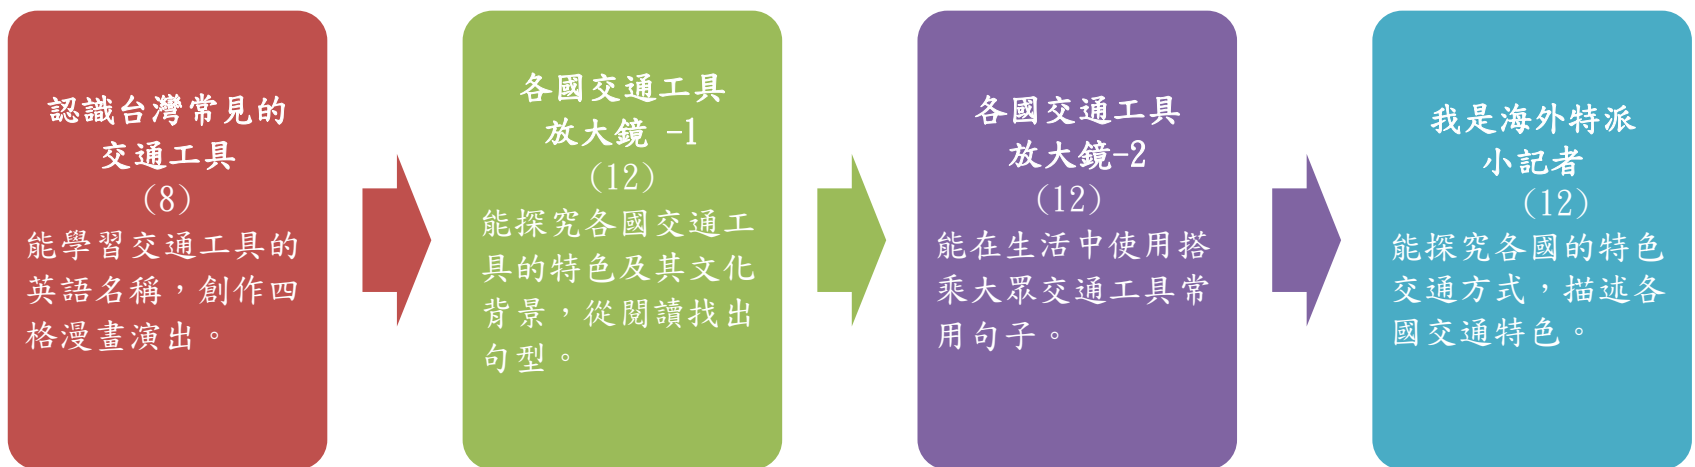 認識台灣常見的
交通工具
(8)
能學習交通工具的
英語名稱，創作四
格漫畫演出。
各國交通工具
放大鏡 -1
(12)
能探究各國交通工
具的特色及其文化
背景，從閱讀找出
句型。
各國交通工具
放大鏡-2
(12)
能在生活中使用搭
乘大眾交通工具常
用句子。
我是海外特派
小記者
(12)
能探究各國的特色
交通方式，描述各
國交通特色。